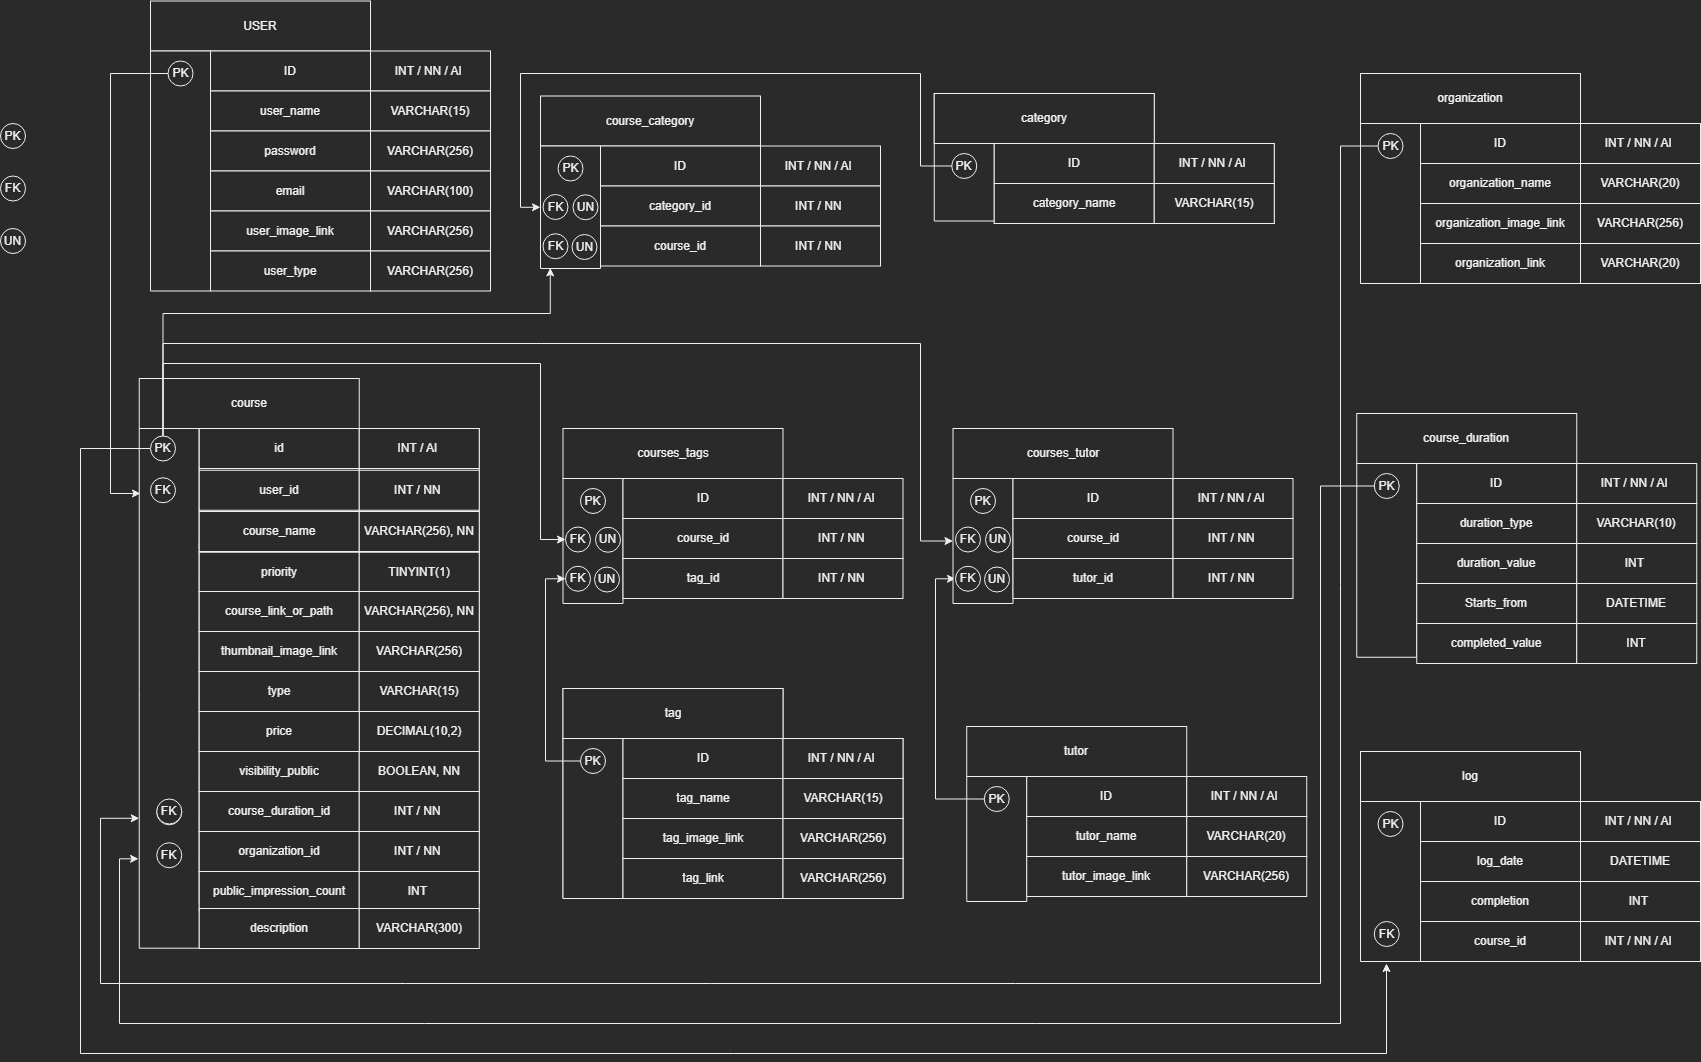 PK
FK
UN
USER
PK
ID
INT / NN / AI
user_name
VARCHAR(15)
password
VARCHAR(256)
email
VARCHAR(100)
user_image_link
VARCHAR(256)
user_type
VARCHAR(256)
course_category
PK
ID
INT / NN / AI
FK UN
category_id
INT / NN
FK UN
course_id
INT / NN
category
PK
ID
INT / NN / AI
category_name
VARCHAR(15)
organization
PK
ID
INT / NN / AI
organization_name
VARCHAR(20)
organization_image_link
VARCHAR(256)
organization_link
VARCHAR(20)
course
PK
id
INT / AI
FK
user_id
INT / NN
course_name
VARCHAR(256), NN
priority
TINYINT(1)
course_link_or_path
VARCHAR(256), NN
thumbnail_image_link
VARCHAR(256)
type
VARCHAR(15)
price
DECIMAL(10,2)
visibility_public
BOOLEAN, NN
FK
course_duration_id
INT / NN
FK
organization_id
INT / NN
public_impression_count
INT
description
VARCHAR(300)
courses_tags
PK
ID
INT / NN / AI
FK UN
course_id
INT / NN
FK UN
tag_id
INT / NN
courses_tutor
PK
ID
INT / NN / AI
FK UN
course_id
INT / NN
FK UN
tutor_id
INT / NN
course_duration
PK
ID
INT / NN / AI
duration_type
VARCHAR(10)
duration_value
INT
Starts_from
DATETIME
completed_value
INT
tag
PK
ID
INT / NN / AI
tag_name
VARCHAR(15)
tag_image_link
VARCHAR(256)
tag_link
VARCHAR(256)
tutor
PK
ID
INT / NN / AI
tutor_name
VARCHAR(20)
tutor_image_link
VARCHAR(256)
log
PK
ID
INT / NN / AI
log_date
DATETIME
completion
INT
FK
course_id
INT / NN / AI